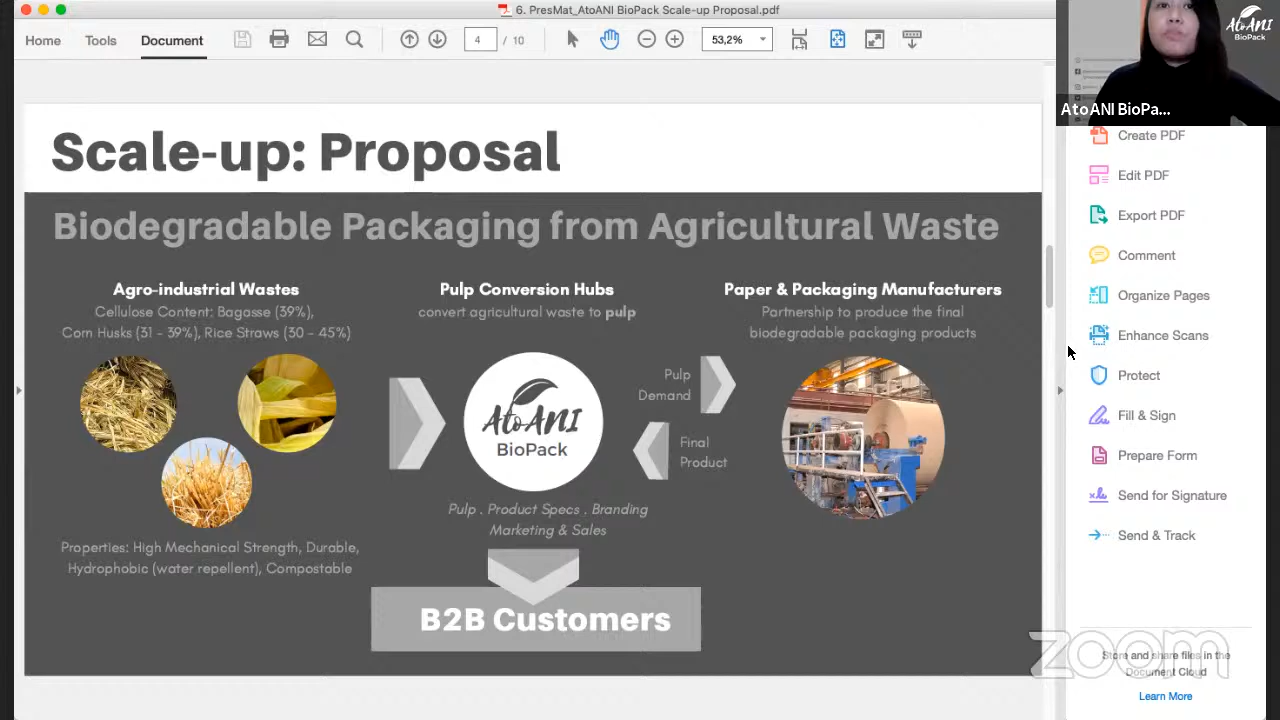 6. PresMat_AtoANI BioPack Scale-up Proposal.pdf
Home
Tools
Document
4
/ 10
53,2%
AtoANI
BioPack
AtoANI BioPa...
Create PDF
Edit PDF
Export PDF
Comment
Organize Pages
Enhance Scans
Protect
Fill & Sign
Prepare Form
Send for Signature
Send & Track
Store and share files in the
Document Cloud
Learn More
zoom
Scale-up: Proposal
Biodegradable Packaging from Agricultural Waste
Agro-industrial Wastes
Cellulose Content: Bagasse (39%),
Corn Husks (31 - 39%), Rice Straws (30 - 45%)
Properties: High Mechanical Strength, Durable,
Hydrophobic (water repellent), Compostable
Pulp Conversion Hubs
convert agricultural waste to pulp
AtoANI
BioPack
Pulp . Product Specs . Branding
Marketing & Sales
Pulp
Demand
Final
Product
Paper & Packaging Manufacturers
Partnership to produce the final
biodegradable packaging products
B2B Customers